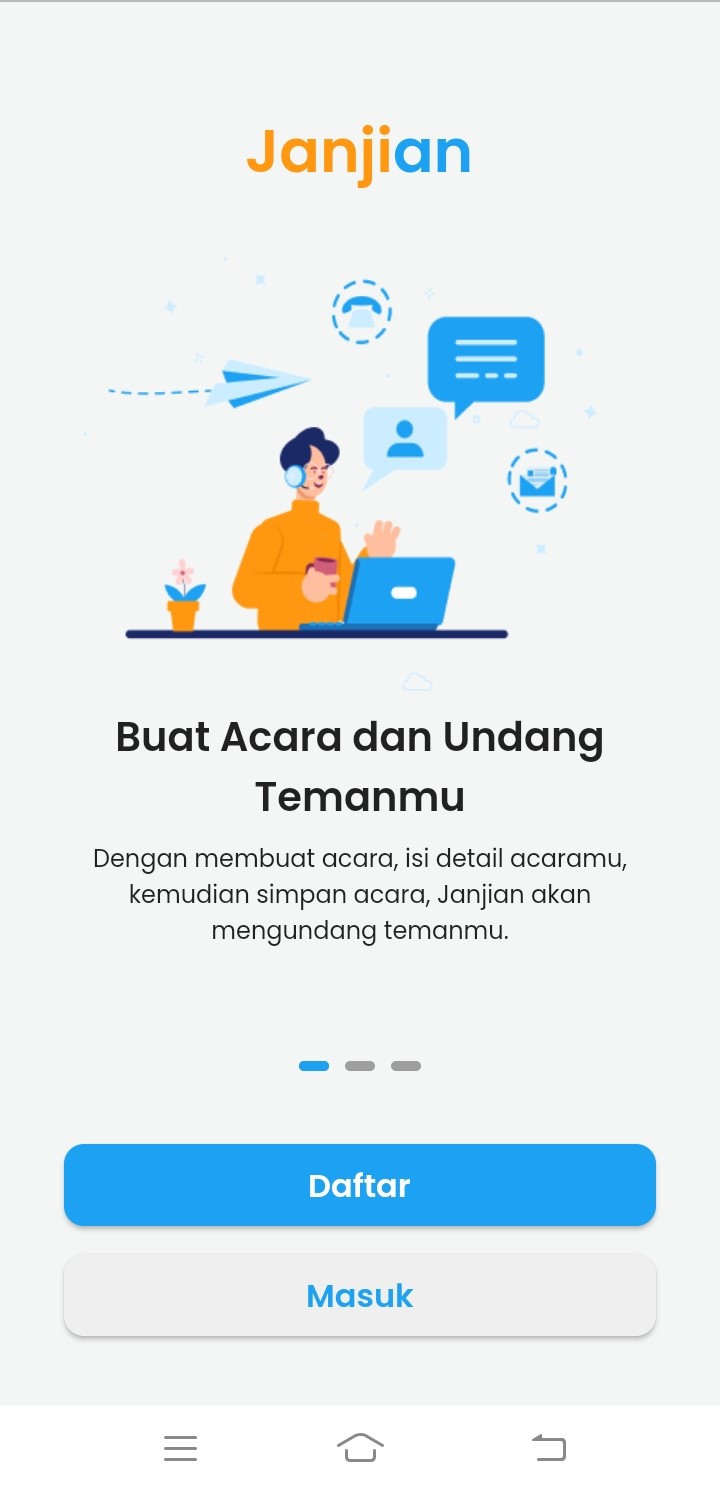 Janjian
Buat Acara dan Undang
Temanmu
Dengan membuat acara, isi detail acaramu,
kemudian simpan acara, Janjian akan
mengundang temanmu.
Daftar
Masuk